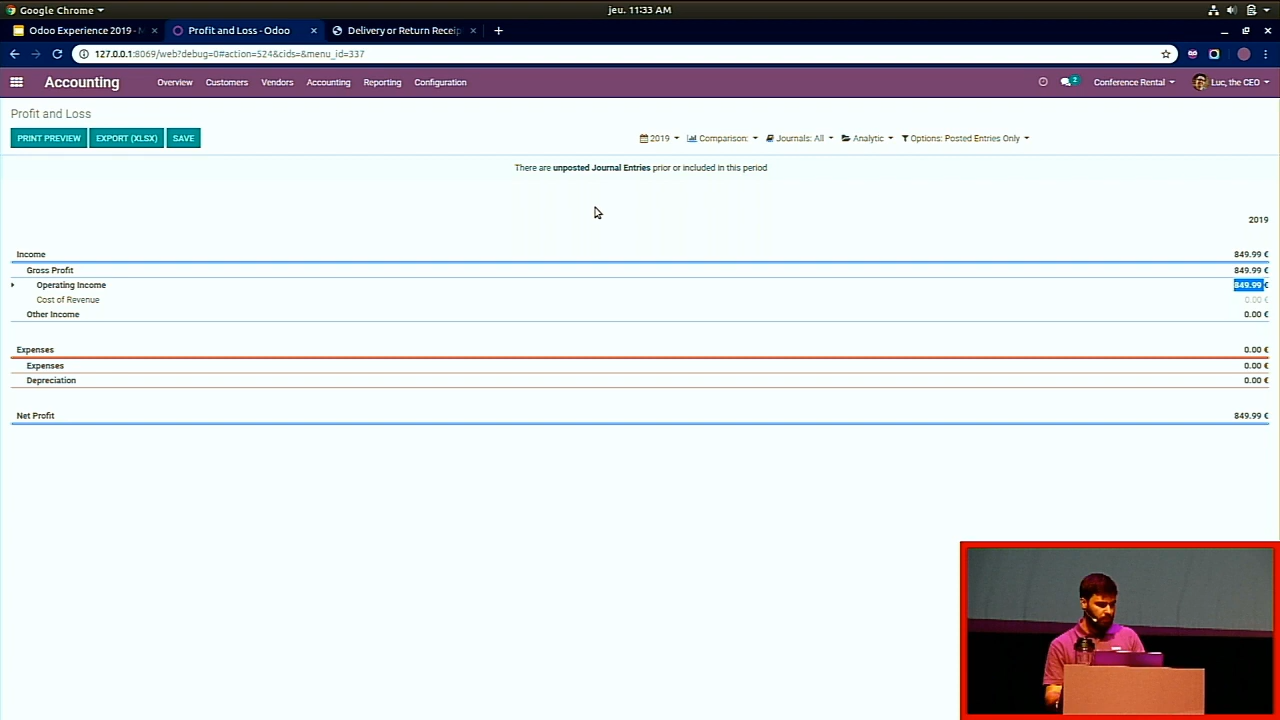 Google Chrome
jeu. 11:33 AM
Odoo Experience 2019 -
Profit and Loss - Odoo
Delivery or Return Receip
127.0.0.1:8069/web?debug=0#action=524&cids=&menu_id=337
Accounting
Overview
Customers
Vendors
Accounting
Reporting
Configuration
2
Conference Rental
Luc, the CEO
Profit and Loss
PRINT PREVIEW
EXPORT (XLSX)
SAVE
2019
Comparison:
Journals: All
Analytic
Options: Posted Entries Only
There are unposted Journal Entries prior or included in this period
2019
Income 849.99 €
Gross Profit 849.99 €
Operating Income 849.99 €
Cost of Revenue 0.00 €
Other Income 0.00 €
Expenses 0.00 €
Expenses 0.00 €
Depreciation 0.00 €
Net Profit 849.99 €